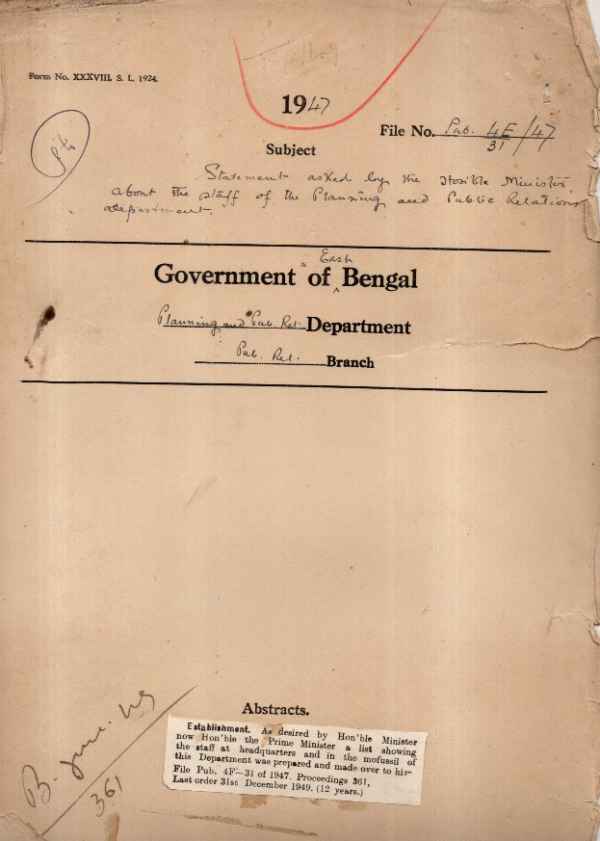 Form No. XXXVIII. S. L. 1924.
1947
File No. Pub. 4E/47
31
Subject
Statement asked by the Hon'ble Minister,
about the staff of the Planning and Public Relations
department.
East
Government of Bengal
Planning and Pub. Rel. Department
Pub. Rel. Branch
Abstracts.
B. June. 49
361
Establishment. As desired by Hon'ble Minister
now Hon'ble the Prime Minister a list showing
the staff at headquarters and in the mofussil of
this Department was prepared and made over to him
File Pub. 4F—31 of 1947. Proceedings 361,
Last order 31st December 1949. (12 years.)